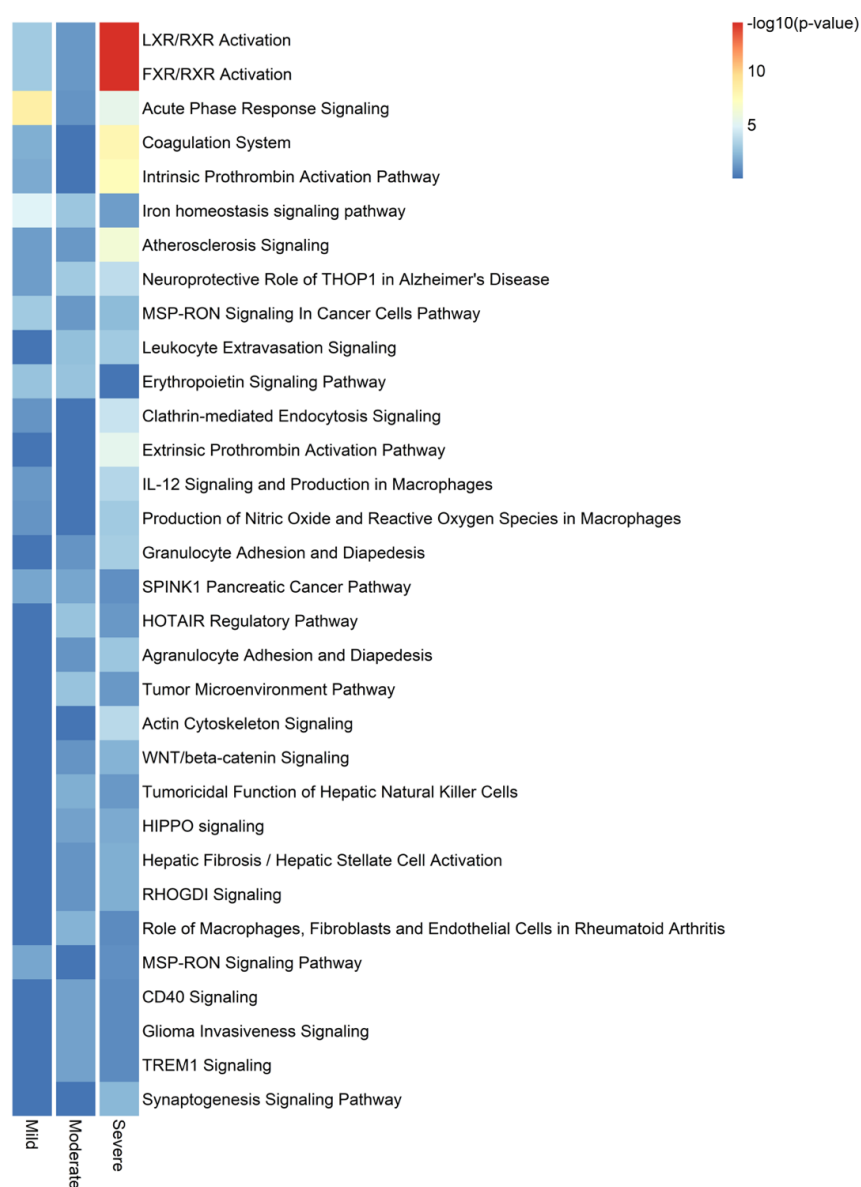 -log10(p-value)
10
5
LXR/RXR Activation
FXR/RXR Activation
Acute Phase Response Signaling
Coagulation System
Intrinsic Prothrombin Activation Pathway
Iron homeostasis signaling pathway
Atherosclerosis Signaling
Neuroprotective Role of THOP1 in Alzheimer's Disease
MSP-RON Signaling In Cancer Cells Pathway
Leukocyte Extravasation Signaling
Erythropoietin Signaling Pathway
Clathrin-mediated Endocytosis Signaling
Extrinsic Prothrombin Activation Pathway
IL-12 Signaling and Production in Macrophages
Production of Nitric Oxide and Reactive Oxygen Species in Macrophages
Granulocyte Adhesion and Diapedesis
SPINK1 Pancreatic Cancer Pathway
HOTAIR Regulatory Pathway
Agranulocyte Adhesion and Diapedesis
Tumor Microenvironment Pathway
Actin Cytoskeleton Signaling
WNT/beta-catenin Signaling
Tumoricidal Function of Hepatic Natural Killer Cells
HIPPO signaling
Hepatic Fibrosis / Hepatic Stellate Cell Activation
RHOGDI Signaling
Role of Macrophages, Fibroblasts and Endothelial Cells in Rheumatoid Arthritis
MSP-RON Signaling Pathway
CD40 Signaling
Glioma Invasiveness Signaling
TREM1 Signaling
Synaptogenesis Signaling Pathway
Mild
Moderate
Severe